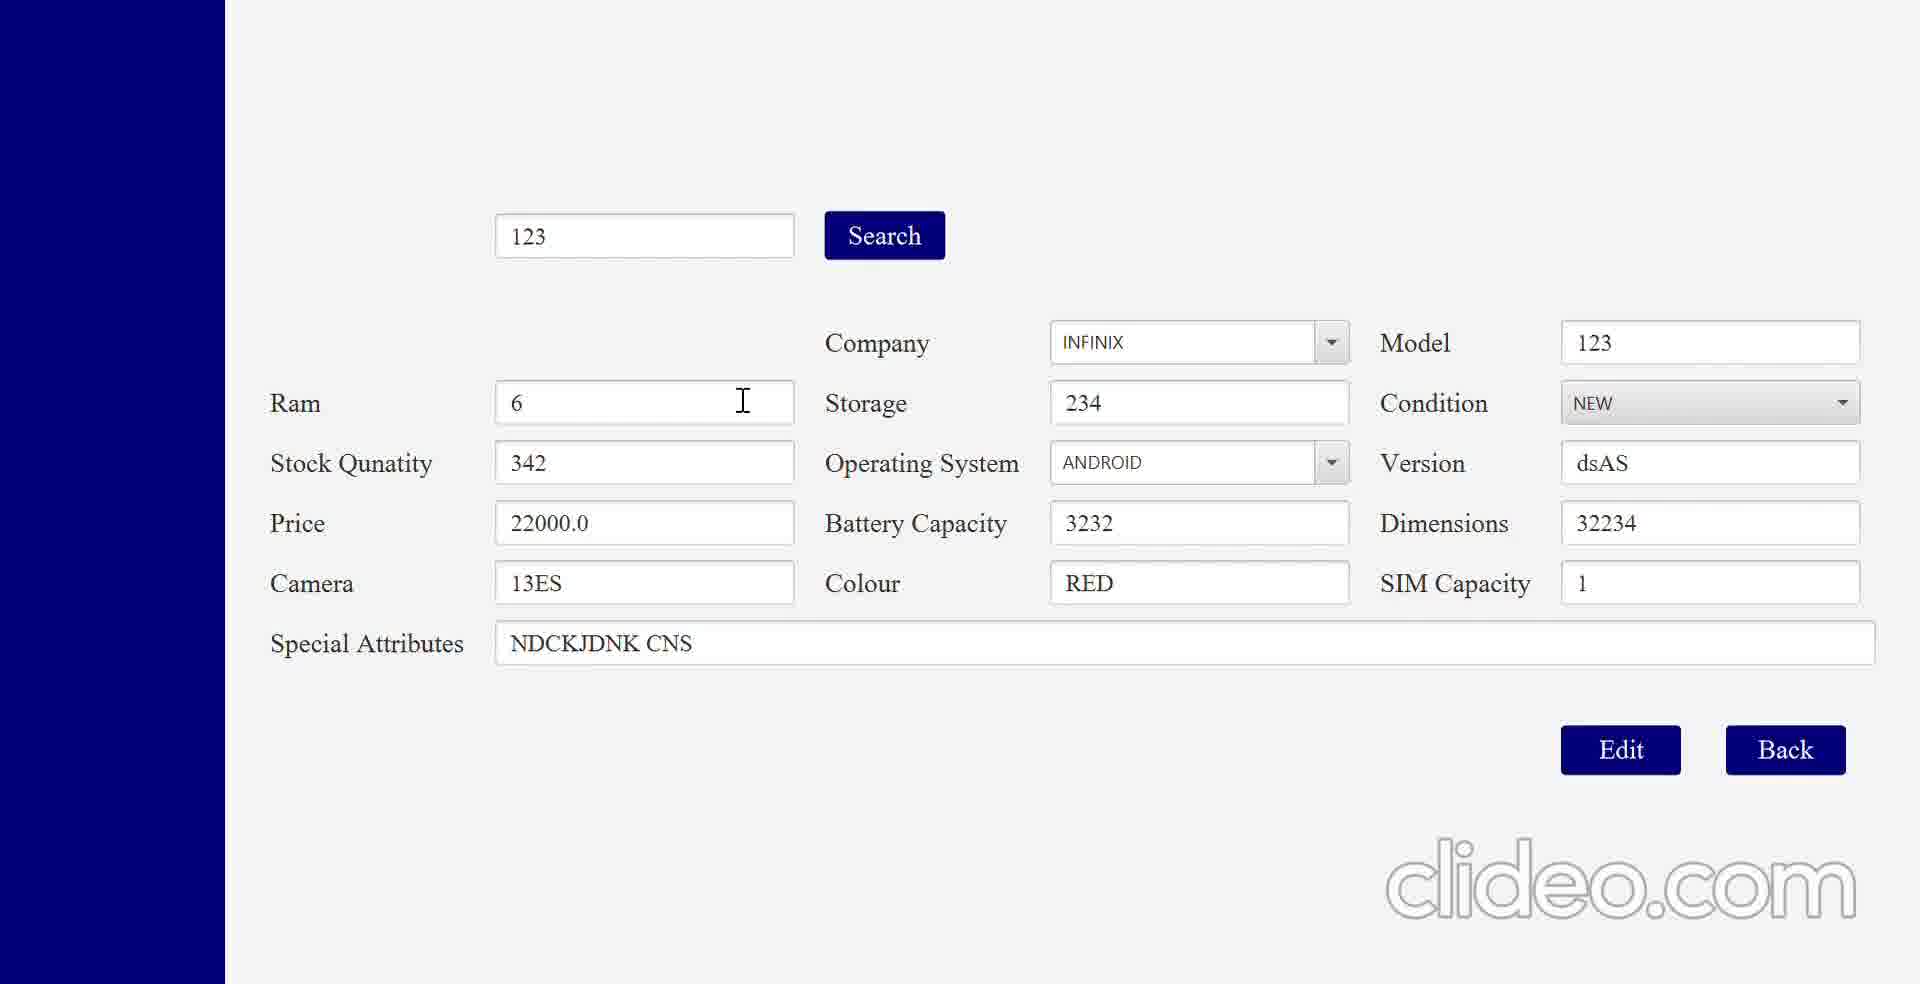 123 Search
Company INFINIX Model 123
Ram 6 Storage 234 Condition NEW
Stock Qunatity 342 Operating System ANDROID Version dsAS
Price 22000.0 Battery Capacity 3232 Dimensions 32234
Camera 13ES Colour RED SIM Capacity 1
Special Attributes NDCKJDNK CNS
Edit Back
clideo.com